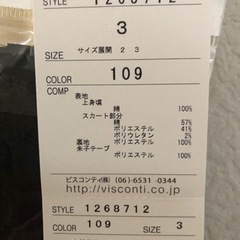 STYLE 1268712
3
サイズ展開 2 3
SIZE
COLOR 109
COMP
表地
上身頃
綿 100%
スカート部分
綿 57%
ポリエステル 41%
ポリウレタン 2%
裏地
ポリエステル 100%
朱子テープ
ポリエステル 100%
ビスコンティ(株) (06)6531-0344
http://visconti.co.jp
STYLE 1268712
COLOR 109 SIZE 3